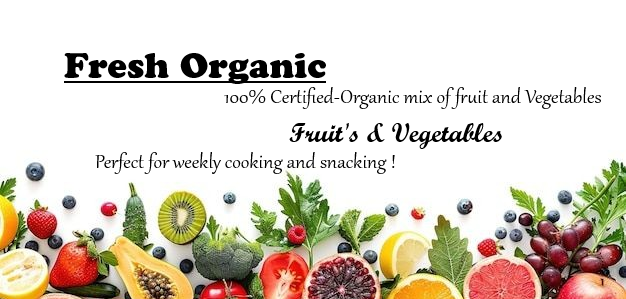 Fresh Organic
100% Certified-Organic mix of fruit and Vegetables
Fruit's & Vegetables
Perfect for weekly cooking and snacking !